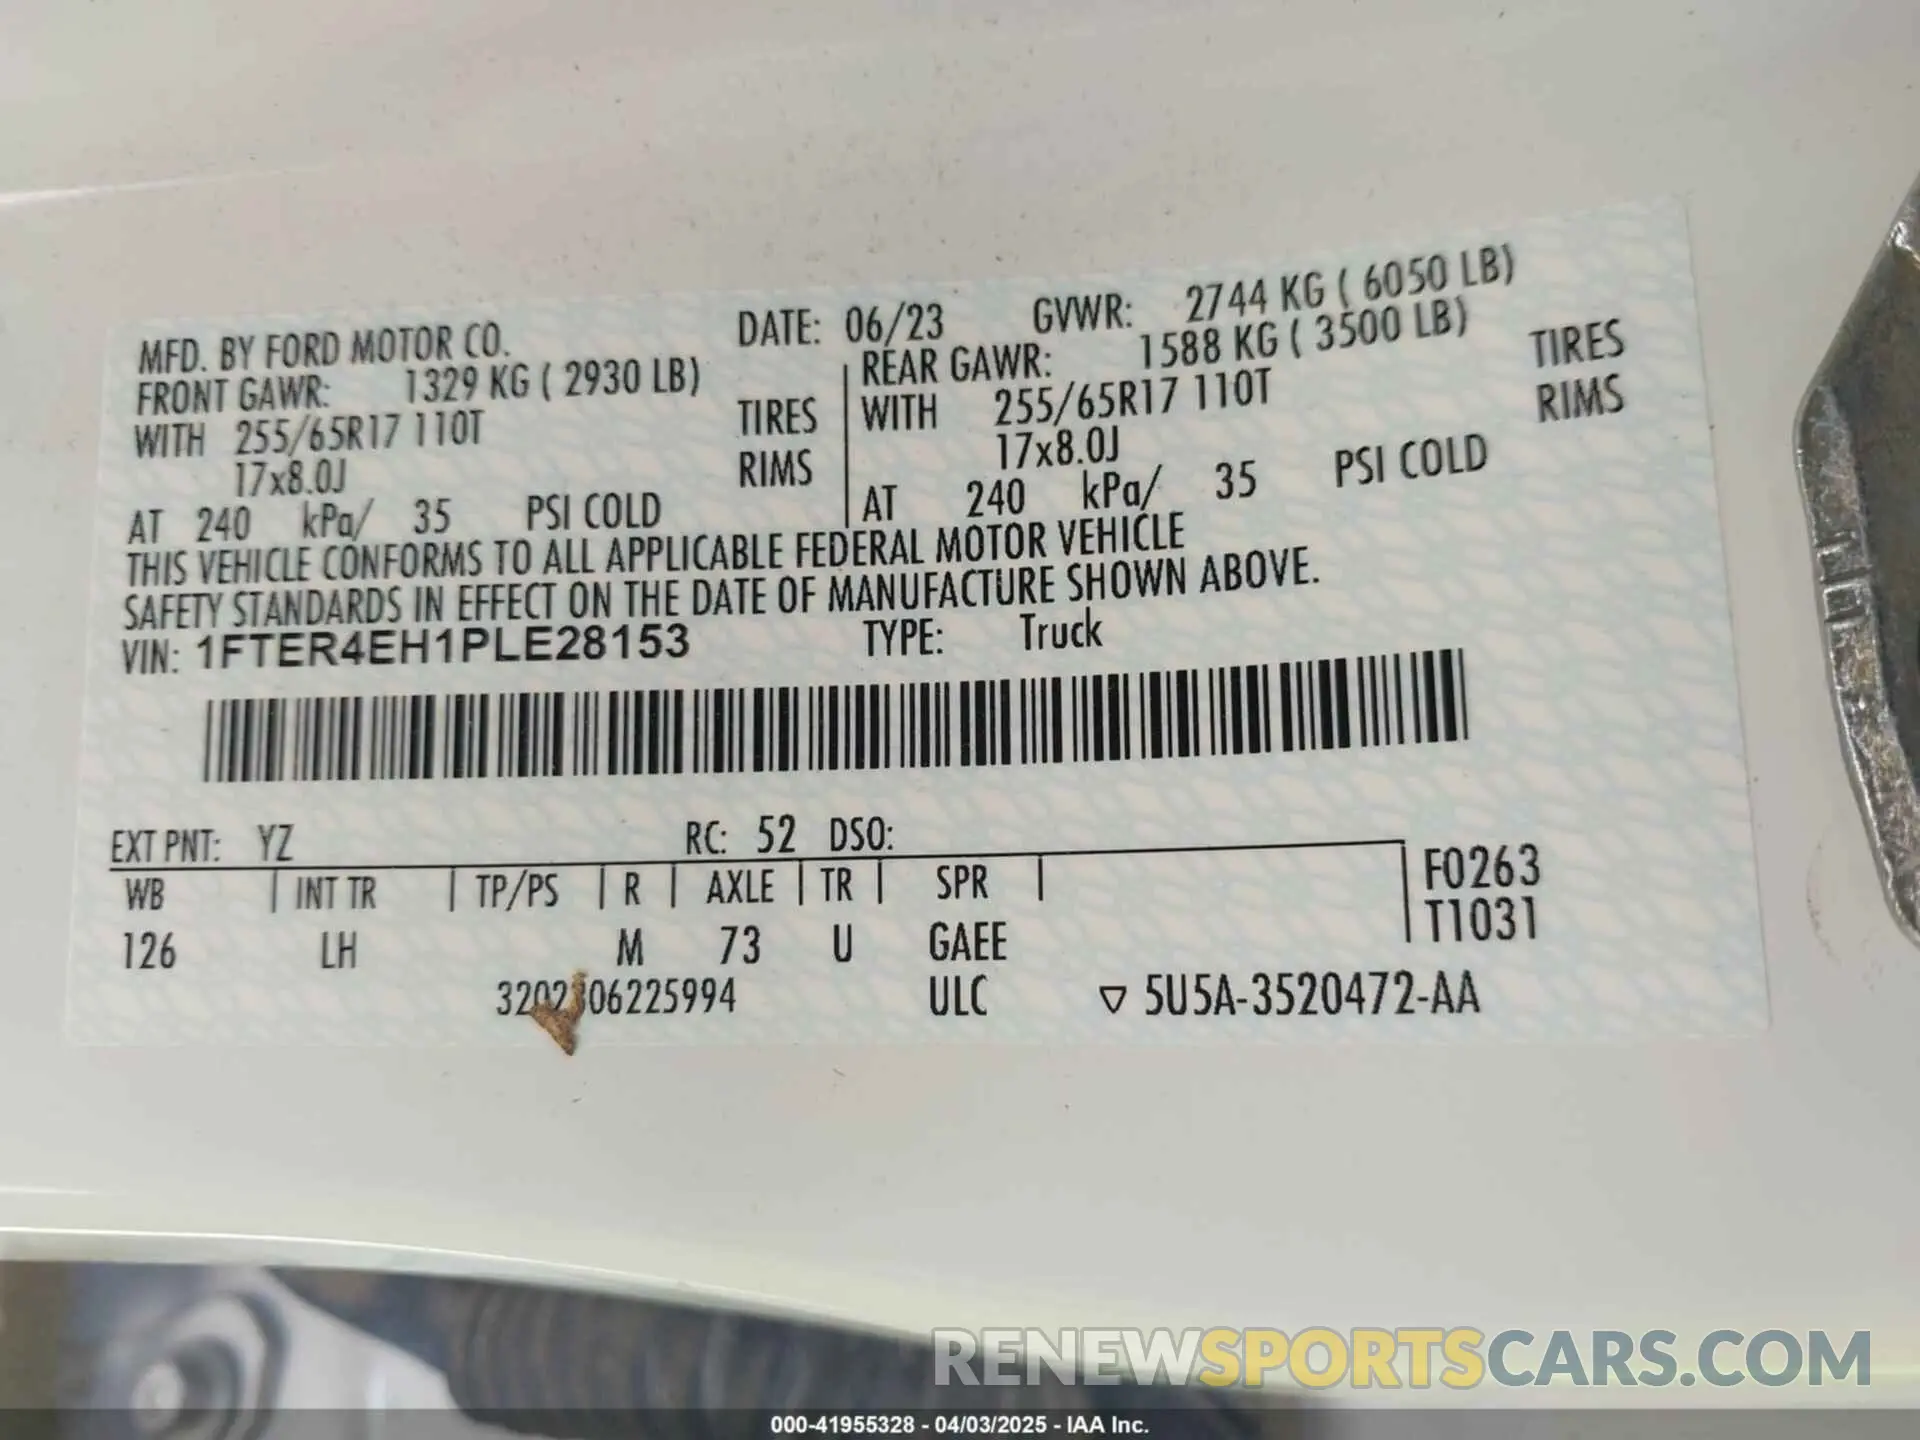 MFD. BY FORD MOTOR CO. DATE: 06/23 GVWR: 2744 KG ( 6050 LB)
FRONT GAWR: 1329 KG ( 2930 LB) REAR GAWR: 1588 KG ( 3500 LB)
WITH 255/65R17 110T TIRES WITH 255/65R17 110T TIRES
17x8.0J RIMS 17x8.0J RIMS
AT 240 kPa/ 35 PSI COLD AT 240 kPa/ 35 PSI COLD
THIS VEHICLE CONFORMS TO ALL APPLICABLE FEDERAL MOTOR VEHICLE
SAFETY STANDARDS IN EFFECT ON THE DATE OF MANUFACTURE SHOWN ABOVE.
VIN: 1FTER4EH1PLE28153 TYPE: Truck
EXT PNT: YZ RC: 52 DSO:
WB | INT TR | TP/PS | R | AXLE | TR | SPR | F0263
126 LH M 73 U GAEE T1031
ULC ▽ 5U5A-3520472-AA
RENEWSPORTSCARS.COM
000-41955328 - 04/03/2025 - IAA Inc.